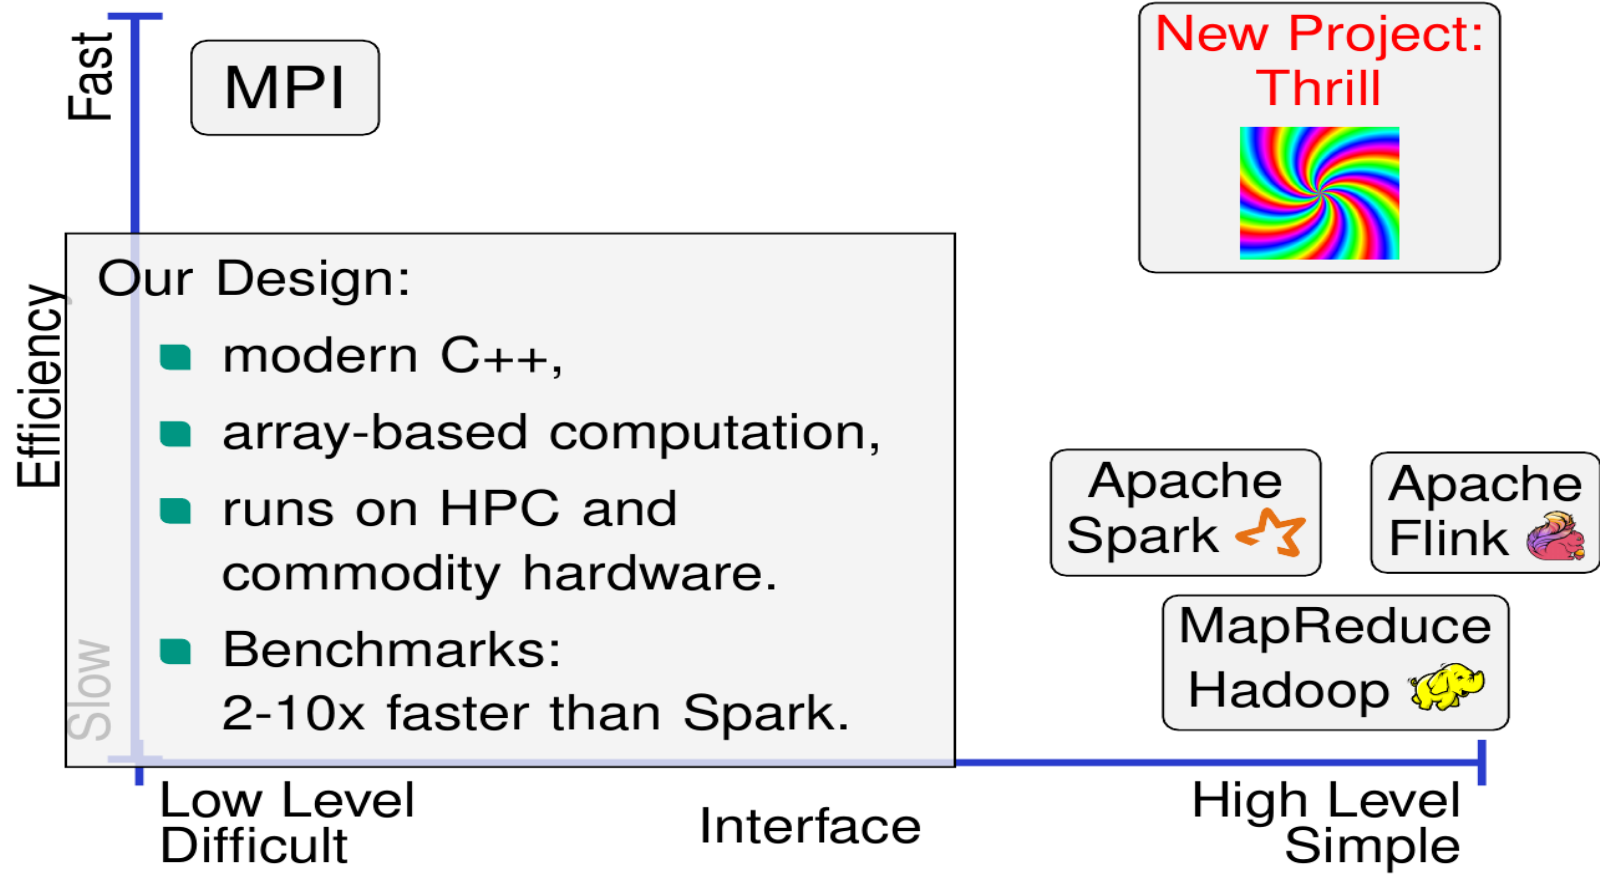 Fast
MPI
New Project:
Thrill
Efficiency
Our Design:
modern C++,
array-based computation,
runs on HPC and
commodity hardware.
Benchmarks:
2-10x faster than Spark.
Apache
Spark
Apache
Flink
MapReduce
Hadoop
Slow
Low Level
Difficult
Interface
High Level
Simple